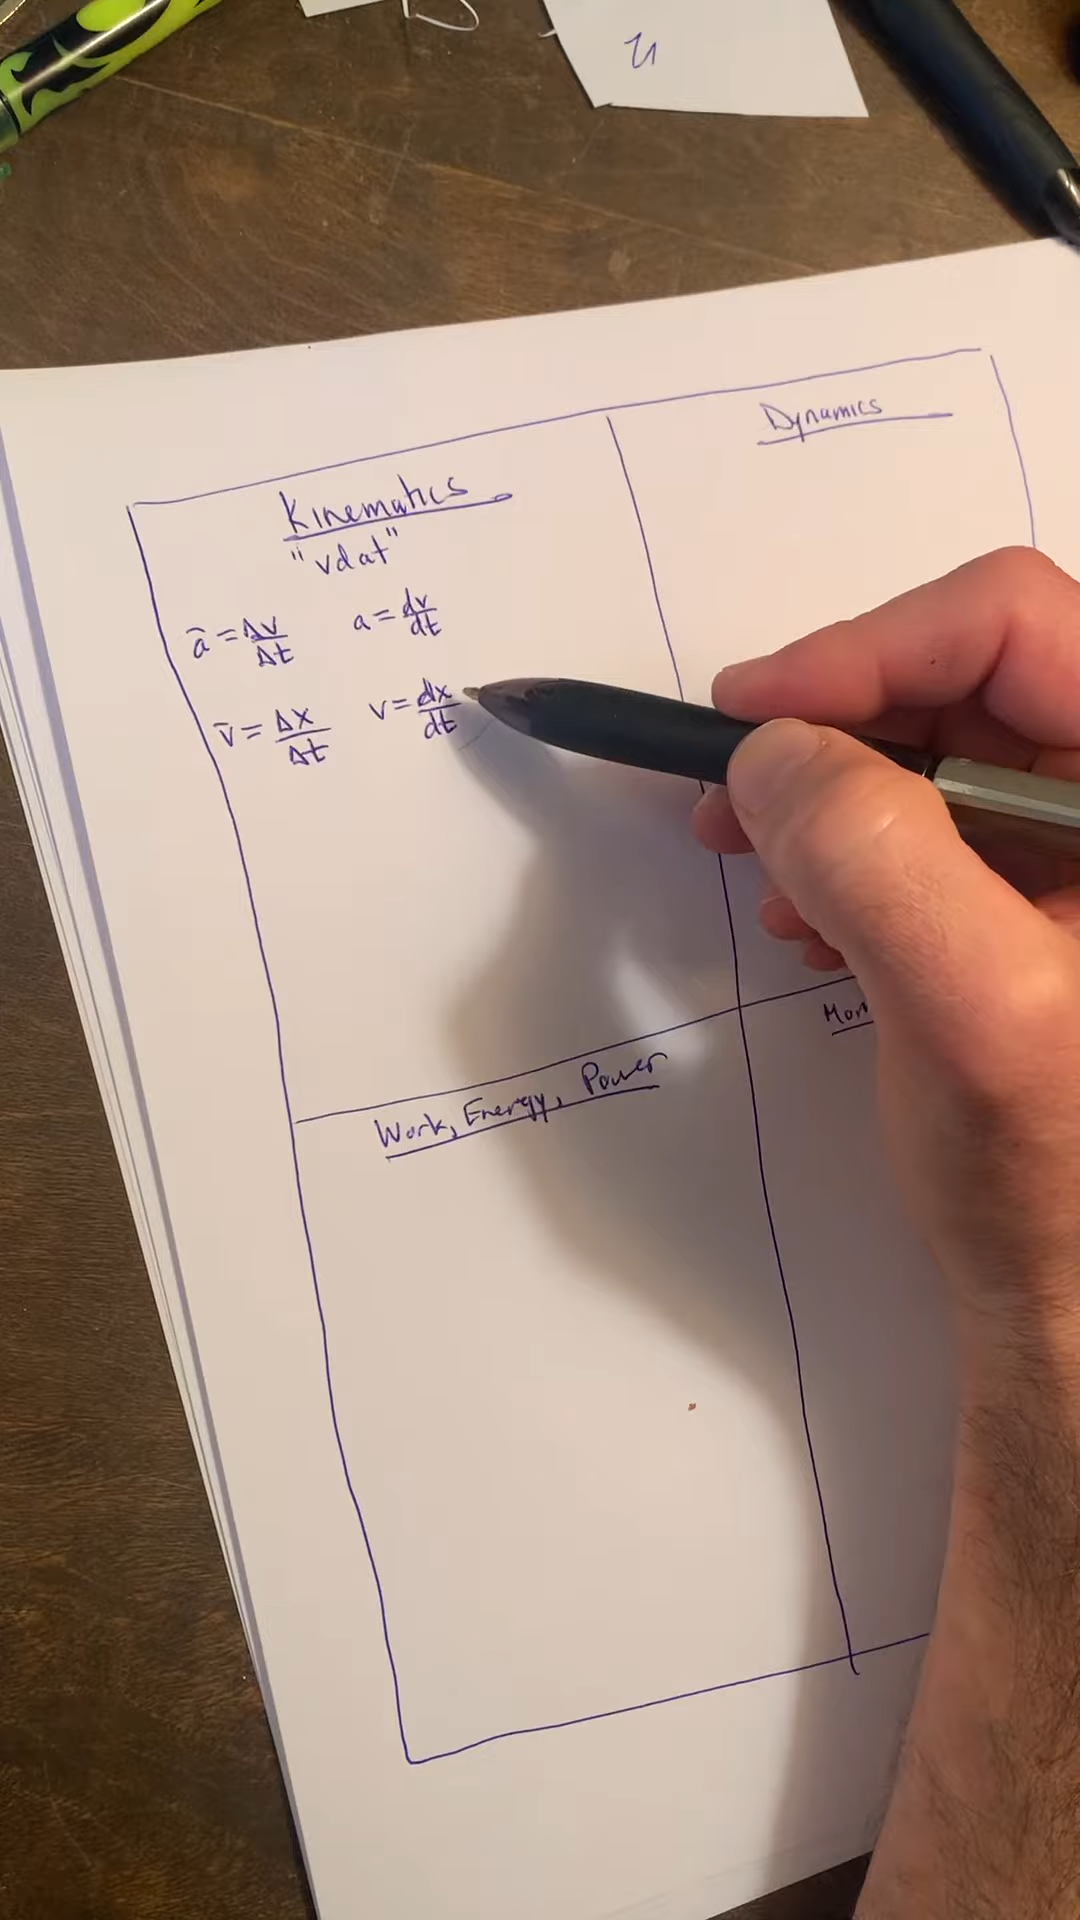 Dynamics
Kinematics
"vdat"
a̅ = Δv/Δt a = dv/dt
v̅ = Δx/Δt v = dx/dt
Work, Energy, Power